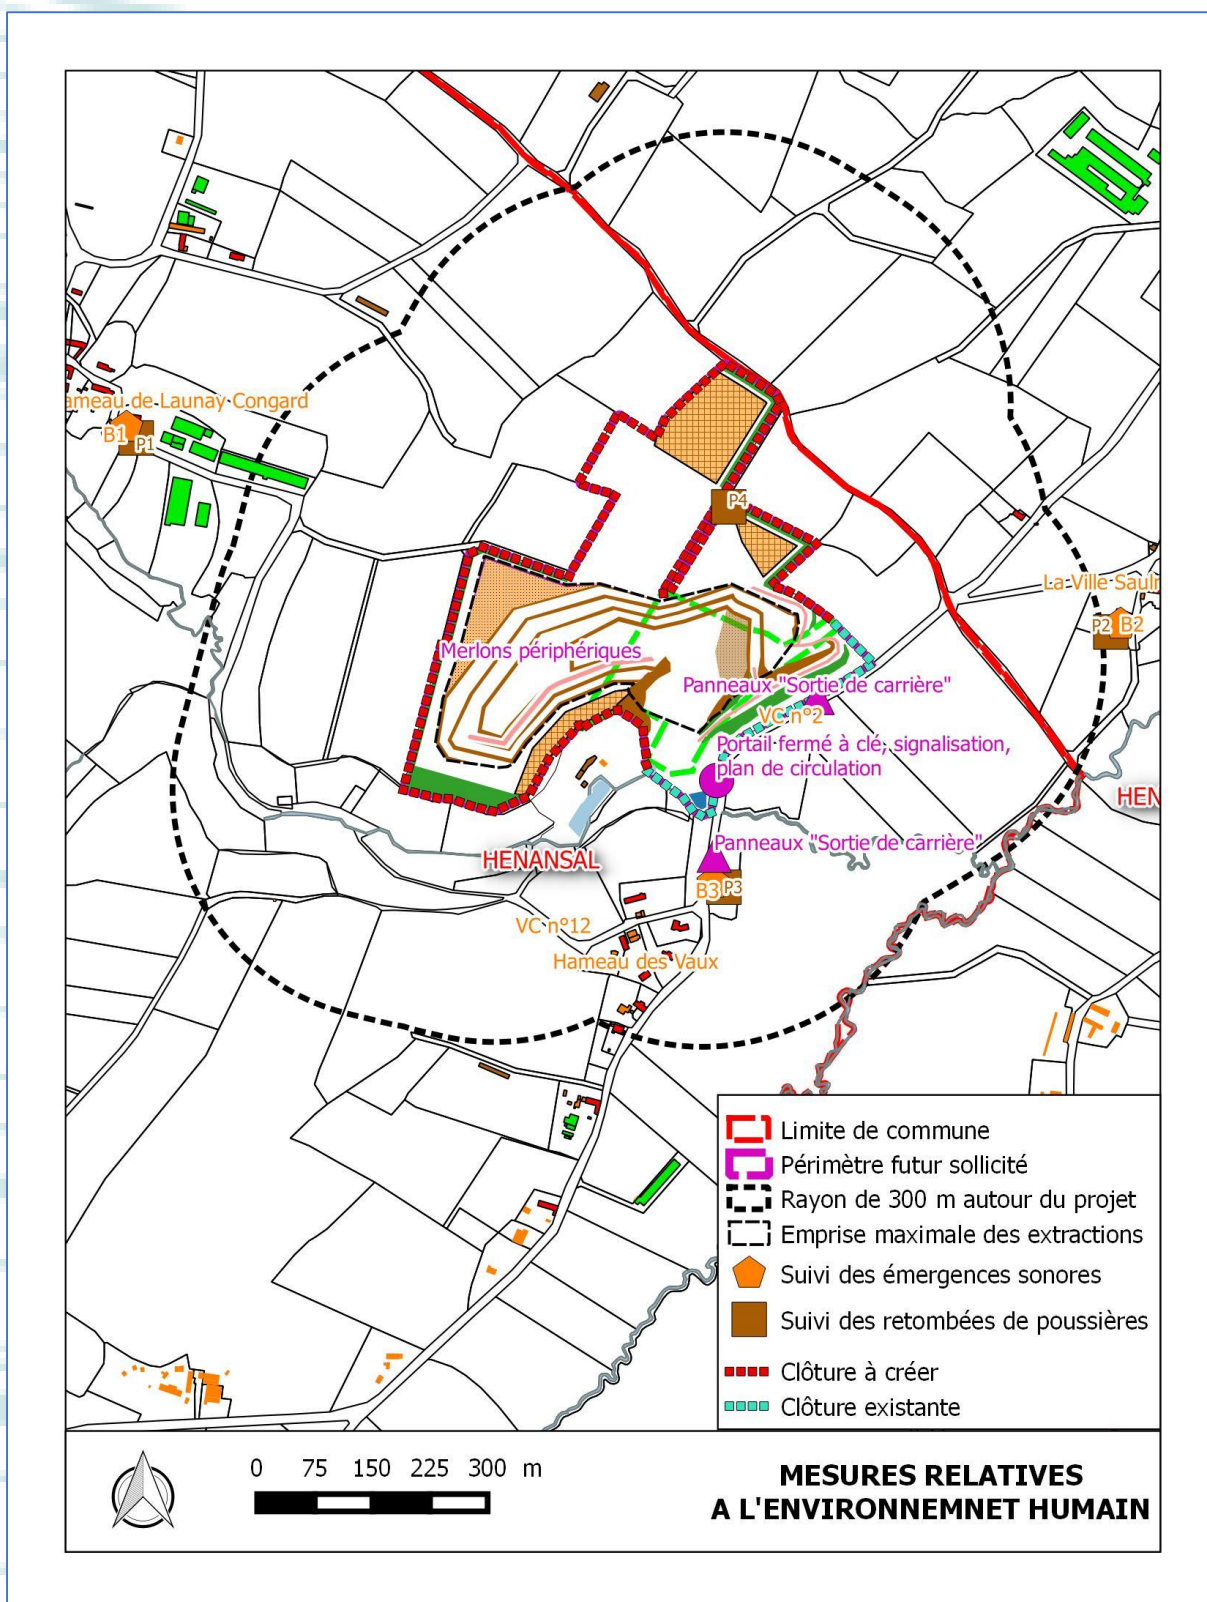 ameau de Launay Congard
B1
P1
P4
La Ville Saulr
P2
B2
Merlons périphériques
Panneaux "Sortie de carrière"
VC n°2
Portail fermé à clé, signalisation,
plan de circulation
HEN
Panneaux "Sortie de carrière"
HENANSAL
B3
P3
VC n°12
Hameau des Vaux
Limite de commune
Périmètre futur sollicité
Rayon de 300 m autour du projet
Emprise maximale des extractions
Suivi des émergences sonores
Suivi des retombées de poussières
Clôture à créer
Clôture existante
0 75 150 225 300 m
MESURES RELATIVES
A L'ENVIRONNEMNET HUMAIN